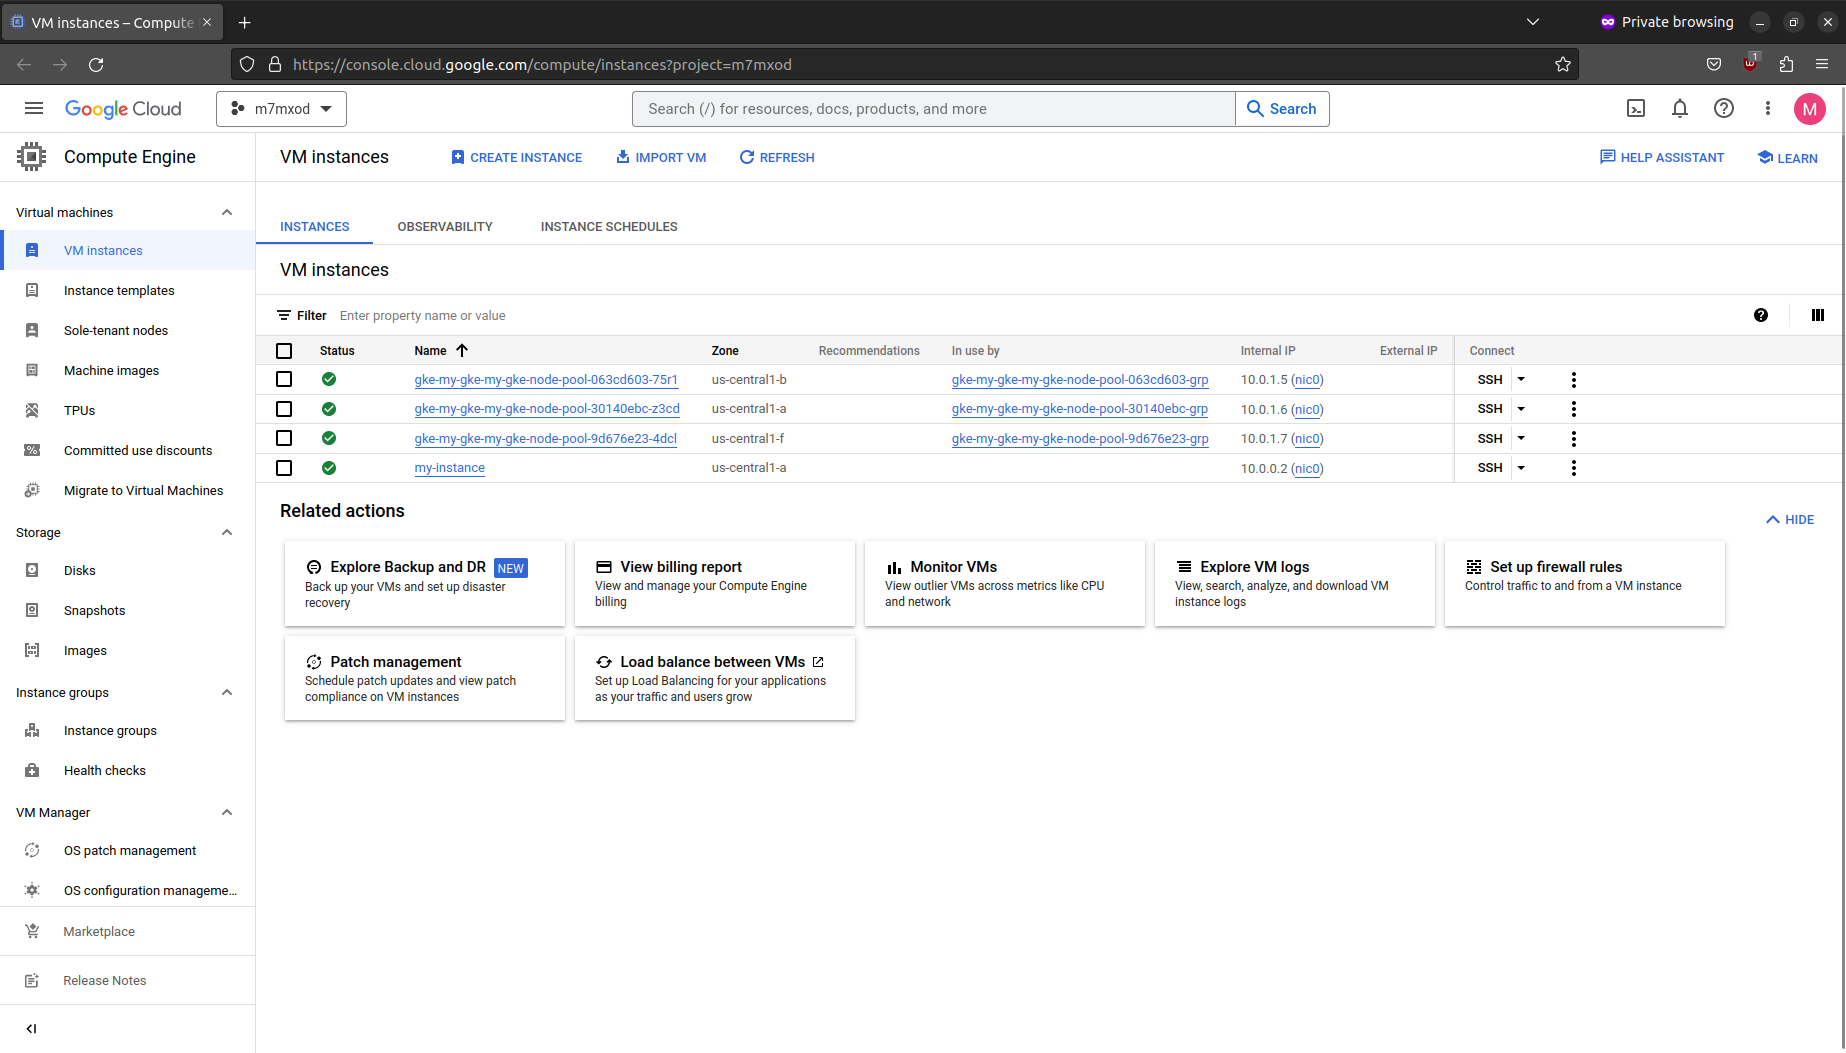 VM instances – Compute
Private browsing
https://console.cloud.google.com/compute/instances?project=m7mxod
1
Google Cloud
m7mxod
Search (/) for resources, docs, products, and more
Search
M
Compute Engine
VM instances
CREATE INSTANCE
IMPORT VM
REFRESH
HELP ASSISTANT
LEARN
Virtual machines
VM instances
Instance templates
Sole-tenant nodes
Machine images
TPUs
Committed use discounts
Migrate to Virtual Machines
Storage
Disks
Snapshots
Images
Instance groups
Instance groups
Health checks
VM Manager
OS patch management
OS configuration manageme...
Marketplace
Release Notes
INSTANCES
OBSERVABILITY
INSTANCE SCHEDULES
VM instances
Filter Enter property name or value
Status Name Zone Recommendations In use by Internal IP External IP Connect
gke-my-gke-my-gke-node-pool-063cd603-75r1 us-central1-b gke-my-gke-my-gke-node-pool-063cd603-grp 10.0.1.5 (nic0) SSH
gke-my-gke-my-gke-node-pool-30140ebc-z3cd us-central1-a gke-my-gke-my-gke-node-pool-30140ebc-grp 10.0.1.6 (nic0) SSH
gke-my-gke-my-gke-node-pool-9d676e23-4dcl us-central1-f gke-my-gke-my-gke-node-pool-9d676e23-grp 10.0.1.7 (nic0) SSH
my-instance us-central1-a 10.0.0.2 (nic0) SSH
Related actions
HIDE
Explore Backup and DR NEW
Back up your VMs and set up disaster
recovery
View billing report
View and manage your Compute Engine
billing
Monitor VMs
View outlier VMs across metrics like CPU
and network
Explore VM logs
View, search, analyze, and download VM
instance logs
Set up firewall rules
Control traffic to and from a VM instance
Patch management
Schedule patch updates and view patch
compliance on VM instances
Load balance between VMs
Set up Load Balancing for your applications
as your traffic and users grow